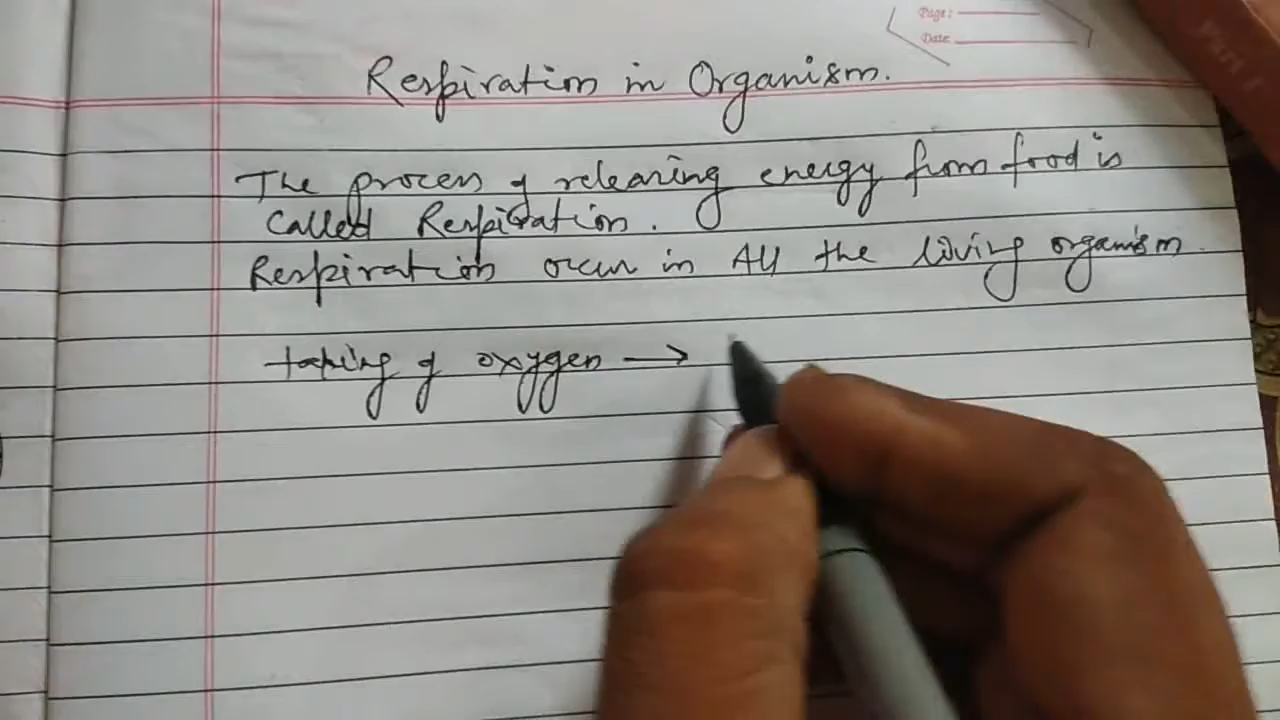 Page:
Date
PART I
Respiration in Organism.
The process of releasing energy from food is
called Respiration.
Respiration occur in All the living organism.
taking of oxygen →